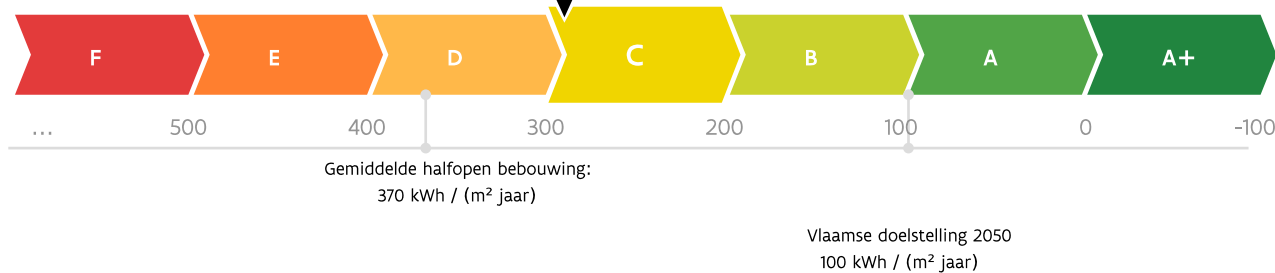 F E D C B A A+
... 500 400 300 200 100 0 -100
Gemiddelde halfopen bebouwing:
370 kWh / (m² jaar)
Vlaamse doelstelling 2050
100 kWh / (m² jaar)